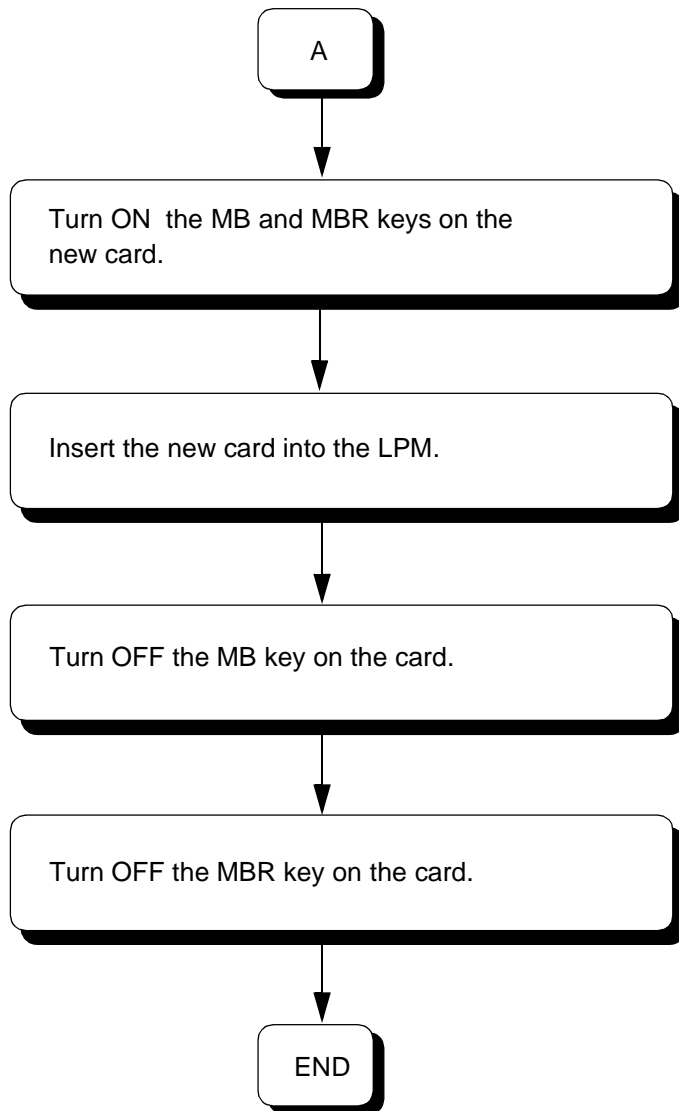 A
Turn ON  the MB and MBR keys on the
new card.
Insert the new card into the LPM.
Turn OFF the MB key on the card.
Turn OFF the MBR key on the card.
END